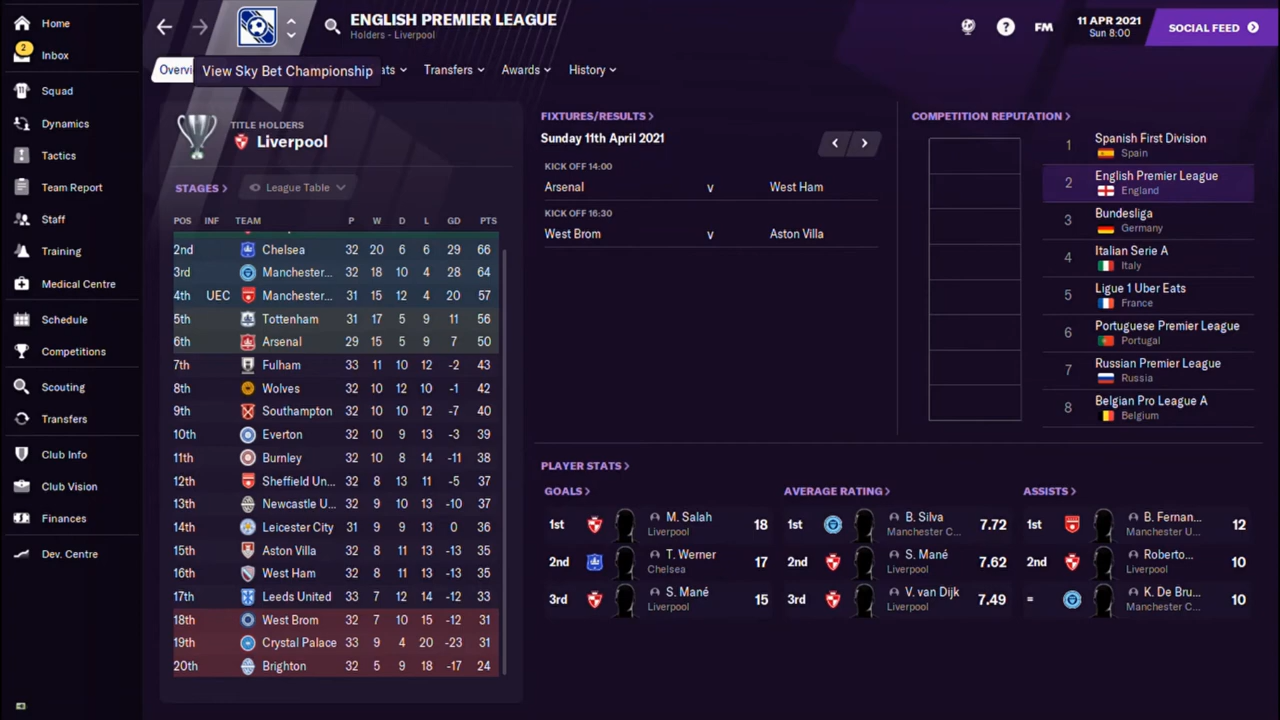 Home
2
Inbox
Squad
Dynamics
Tactics
Team Report
Staff
Training
Medical Centre
Schedule
Competitions
Scouting
Transfers
Club Info
Club Vision
Finances
Dev. Centre
ENGLISH PREMIER LEAGUE
Holders - Liverpool
? FM 11 APR 2021
Sun 8:00
SOCIAL FEED
Overvi View Sky Bet Championship ats Transfers Awards History
TITLE HOLDERS
Liverpool
STAGES League Table
POS INF TEAM P W D L GD PTS
2nd Chelsea 32 20 6 6 29 66
3rd Manchester... 32 18 10 4 28 64
4th UEC Manchester... 31 15 12 4 20 57
5th Tottenham 31 17 5 9 11 56
6th Arsenal 29 15 5 9 7 50
7th Fulham 33 11 10 12 -2 43
8th Wolves 32 10 12 10 -1 42
9th Southampton 32 10 10 12 -7 40
10th Everton 32 10 9 13 -3 39
11th Burnley 32 10 8 14 -11 38
12th Sheffield Un... 32 8 13 11 -5 37
13th Newcastle U... 32 9 10 13 -10 37
14th Leicester City 31 9 9 13 0 36
15th Aston Villa 32 8 11 13 -13 35
16th West Ham 32 8 11 13 -13 35
17th Leeds United 33 7 12 14 -12 33
18th West Brom 32 7 10 15 -12 31
19th Crystal Palace 33 9 4 20 -23 31
20th Brighton 32 5 9 18 -17 24
FIXTURES/RESULTS
Sunday 11th April 2021
KICK OFF 14:00
Arsenal v West Ham
KICK OFF 16:30
West Brom v Aston Villa
COMPETITION REPUTATION
1 Spanish First Division
Spain
2 English Premier League
England
3 Bundesliga
Germany
4 Italian Serie A
Italy
5 Ligue 1 Uber Eats
France
6 Portuguese Premier League
Portugal
7 Russian Premier League
Russia
8 Belgian Pro League A
Belgium
PLAYER STATS
GOALS
1st M. Salah 18
Liverpool
2nd T. Werner 17
Chelsea
3rd S. Mané 15
Liverpool
AVERAGE RATING
1st B. Silva 7.72
Manchester C...
2nd S. Mané 7.62
Liverpool
3rd V. van Dijk 7.49
Liverpool
ASSISTS
1st B. Fernan... 12
Manchester U...
2nd Roberto... 10
Liverpool
= K. De Bru... 10
Manchester C...